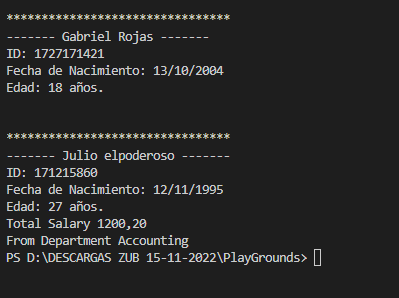 ********************************
------- Gabriel Rojas -------
ID: 1727171421
Fecha de Nacimiento: 13/10/2004
Edad: 18 años.
********************************
------- Julio elpoderoso -------
ID: 171215860
Fecha de Nacimiento: 12/11/1995
Edad: 27 años.
Total Salary 1200,20
From Department Accounting
PS D:\DESCARGAS ZUB 15-11-2022\PlayGrounds>